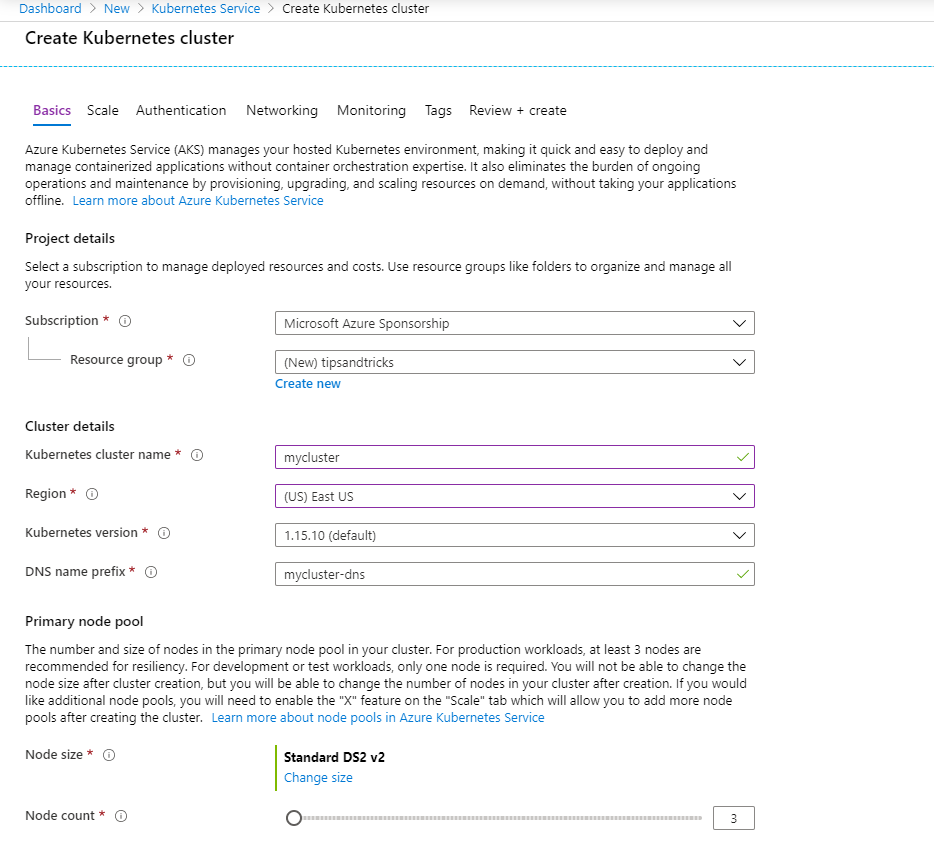 Dashboard > New > Kubernetes Service > Create Kubernetes cluster
Create Kubernetes cluster
Basics Scale Authentication Networking Monitoring Tags Review + create
Azure Kubernetes Service (AKS) manages your hosted Kubernetes environment, making it quick and easy to deploy and
manage containerized applications without container orchestration expertise. It also eliminates the burden of ongoing
operations and maintenance by provisioning, upgrading, and scaling resources on demand, without taking your applications
offline. Learn more about Azure Kubernetes Service
Project details
Select a subscription to manage deployed resources and costs. Use resource groups like folders to organize and manage all
your resources.
Subscription * Microsoft Azure Sponsorship
Resource group * (New) tipsandtricks
Create new
Cluster details
Kubernetes cluster name * mycluster
Region * (US) East US
Kubernetes version * 1.15.10 (default)
DNS name prefix * mycluster-dns
Primary node pool
The number and size of nodes in the primary node pool in your cluster. For production workloads, at least 3 nodes are
recommended for resiliency. For development or test workloads, only one node is required. You will not be able to change the
node size after cluster creation, but you will be able to change the number of nodes in your cluster after creation. If you would
like additional node pools, you will need to enable the "X" feature on the "Scale" tab which will allow you to add more node
pools after creating the cluster. Learn more about node pools in Azure Kubernetes Service
Node size * Standard DS2 v2
Change size
Node count * 3